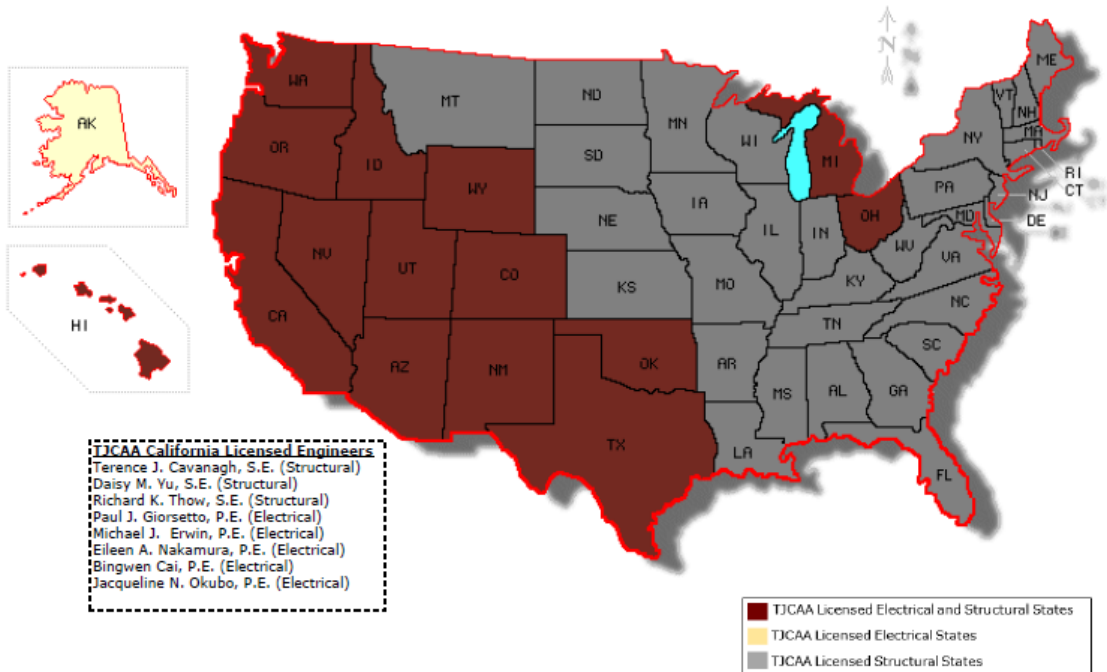 N
N
WA
ME
MT
ND
VT
MN
NH
AK
OR
ID
SD
WI
NY
MA
MI
RI
CT
WY
PA
NJ
IA
NE
OH
MD
DE
IL
IN
NV
UT
CO
WV
VA
KS
MO
KY
HI
CA
NC
TN
OK
AZ
NM
AR
SC
MS
AL
GA
TX
LA
FL
TJCAA California Licensed Engineers
Terence J. Cavanagh, S.E. (Structural)
Daisy M. Yu, S.E. (Structural)
Richard K. Thow, S.E. (Structural)
Paul J. Giorsetto, P.E. (Electrical)
Michael J.  Erwin, P.E. (Electrical)
Eileen A. Nakamura, P.E. (Electrical)
Bingwen Cai, P.E. (Electrical)
Jacqueline N. Okubo, P.E. (Electrical)
TJCAA Licensed Electrical and Structural States
TJCAA Licensed Electrical States
TJCAA Licensed Structural States